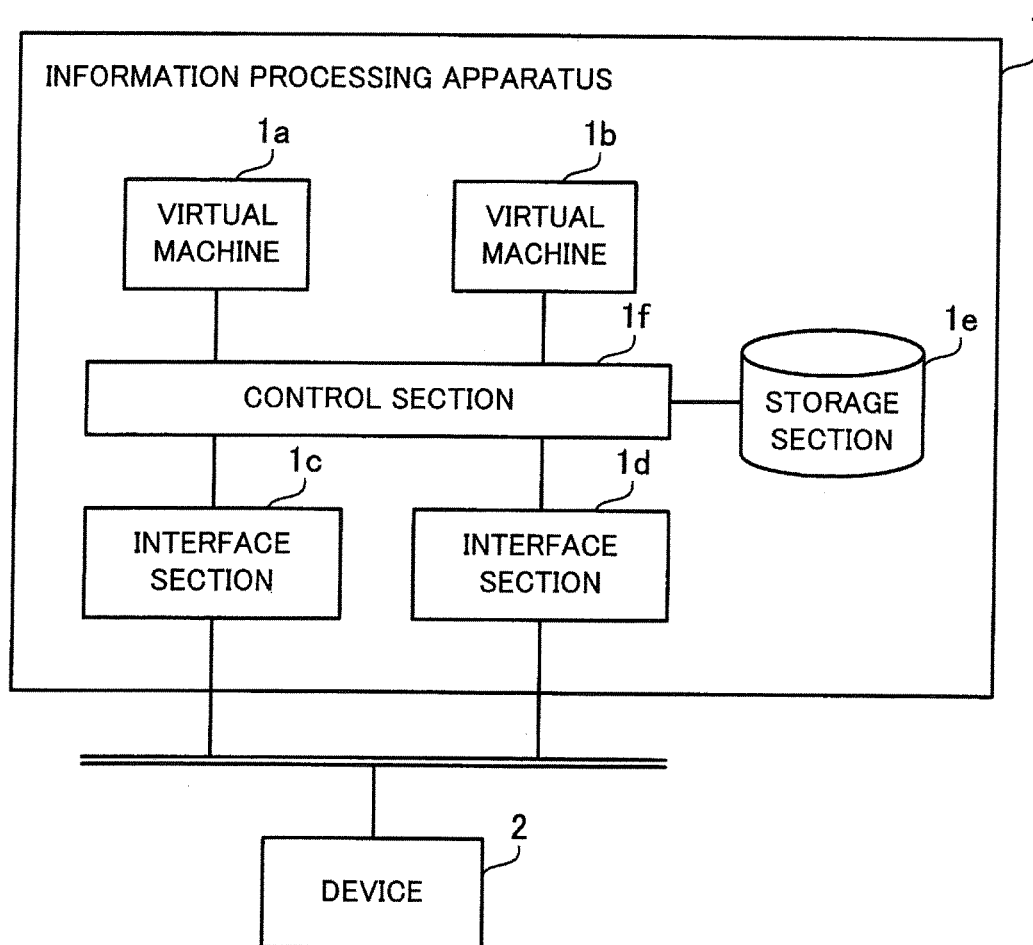 INFORMATION PROCESSING APPARATUS
1a
1b
VIRTUAL
MACHINE
VIRTUAL
MACHINE
1f
1e
CONTROL SECTION
STORAGE
SECTION
1c
1d
INTERFACE
SECTION
INTERFACE
SECTION
2
DEVICE